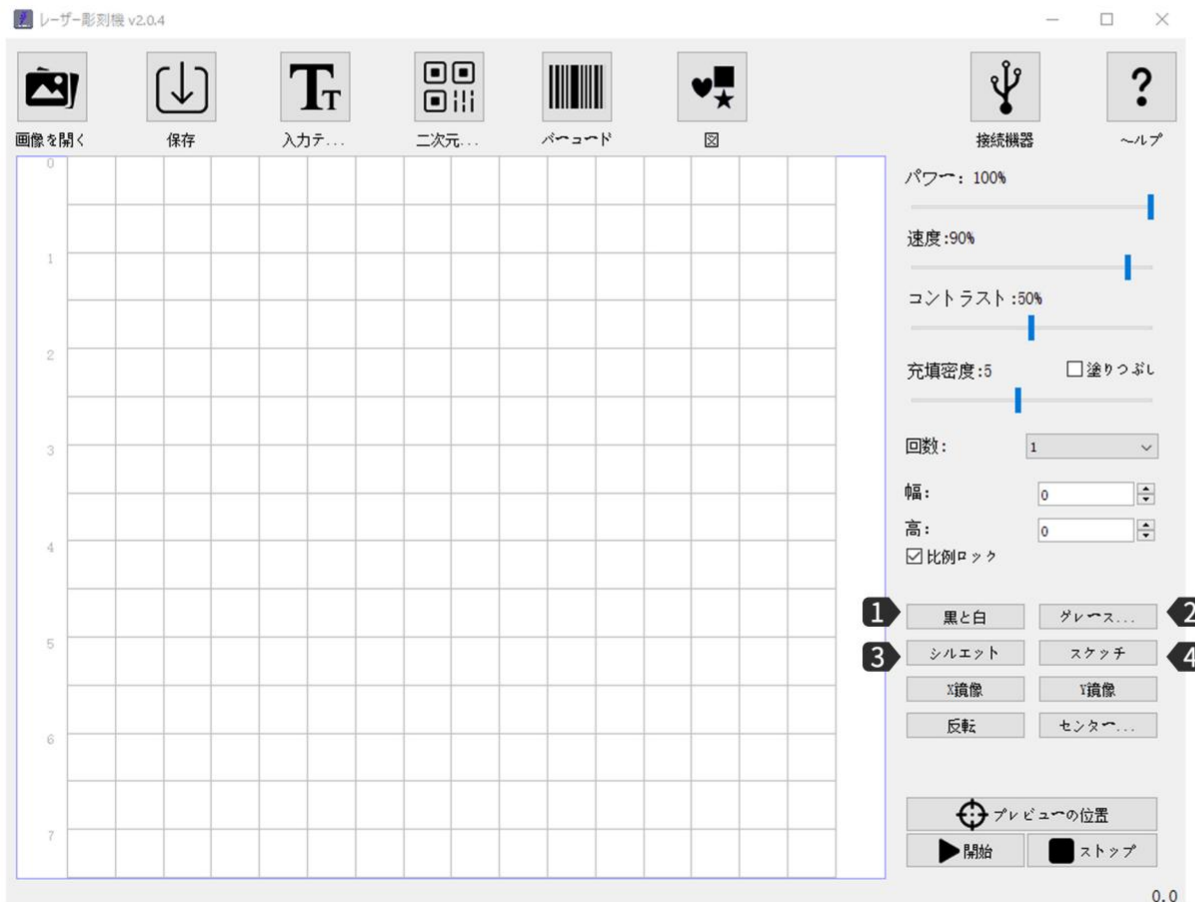 レーザー彫刻機 v2.0.4
画像を開く
保存
入力テ...
二次元...
バーコード
図
接続機器
ヘルプ
0
1
2
3
4
5
6
7
パワー: 100%
速度:90%
コントラスト:50%
充填密度:5
塗りつぶし
回数:
1
幅:
0
高:
0
比例ロック
1
黒と白
グレース...
2
3
シルエット
スケッチ
4
X鏡像
Y鏡像
反転
センター...
プレビューの位置
開始
ストップ
0.0